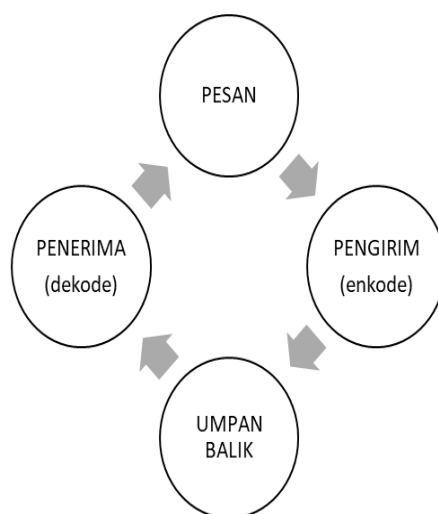 PESAN
PENERIMA
(dekode)
PENGIRIM
(enkode)
UMPAN
BALIK